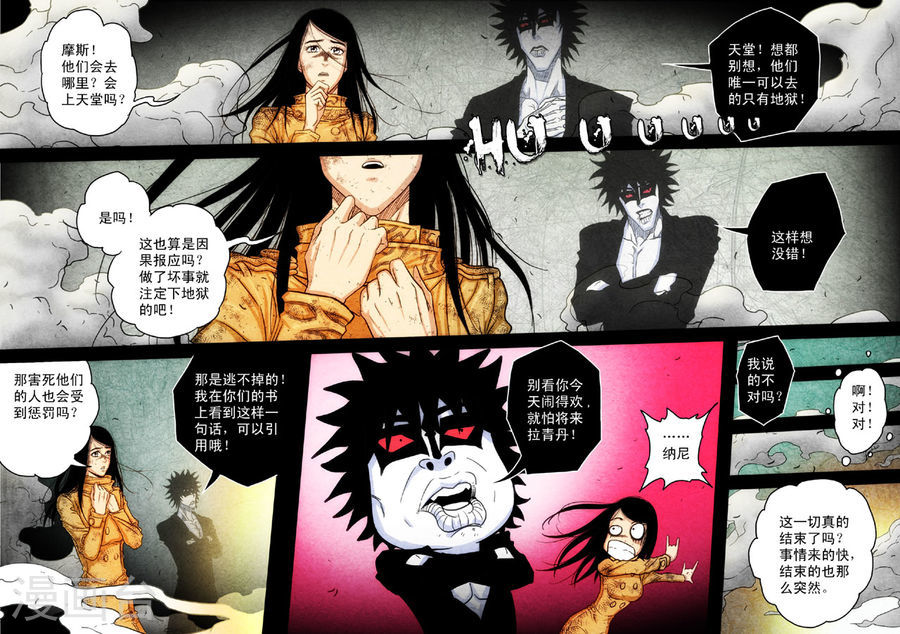 摩斯！
他们会去
哪里？会
上天堂吗？
天堂！想都
别想，他们
唯一可以去
的只有地狱！
HUUUUUUU
是吗！
这也算是因
果报应吗？
做了坏事就
注定下地狱
的吧！
这样想
没错！
那害死他们
的人也会受
到惩罚吗？
那是逃不掉的！
我在你们的书
上看到这样一
句话，可以引
用哦！
别看你今
天闹得欢，
就怕将来
拉青丹！
……
纳尼
我说
的不
对吗？
啊！
对！
对！
这一切真的
结束了吗？
事情来的快，
结束的也那
么突然。
漫画台